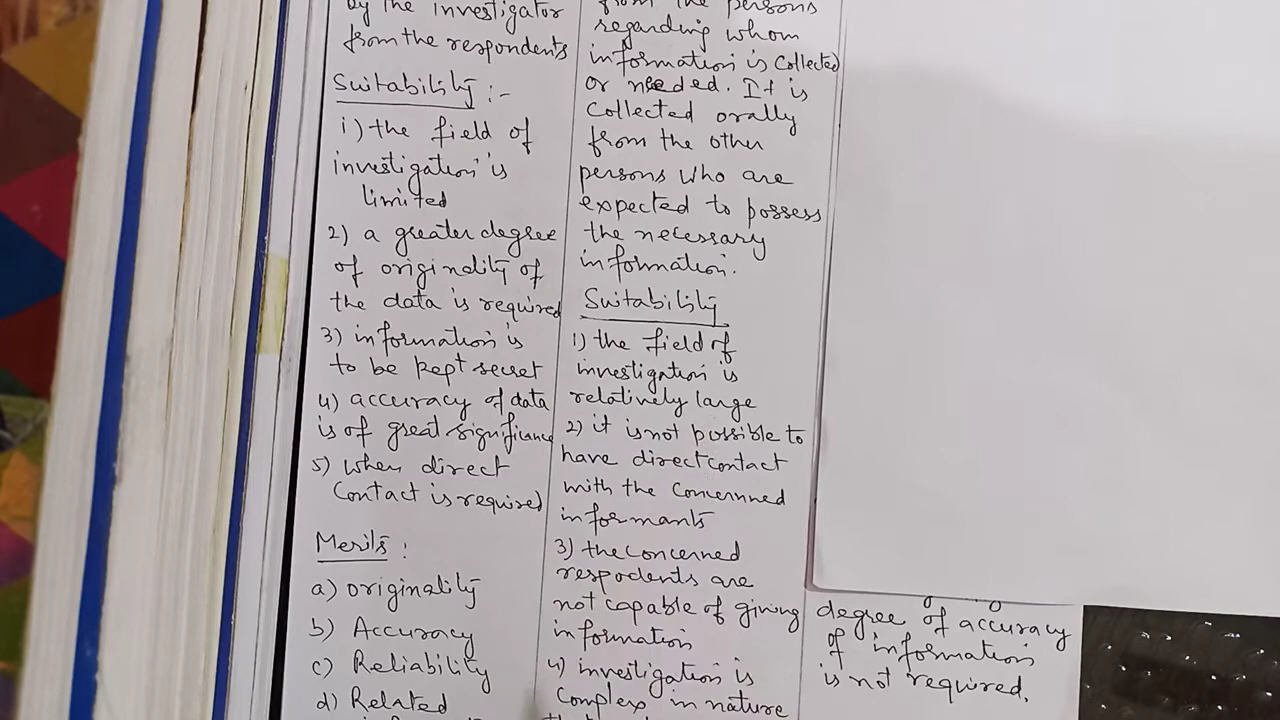 by the investigator
from the respondents
Suitability :-
i) the field of
investigation is
limited
2) a greater degree
of originality of
the data is required
3) information is
to be kept secret
4) accuracy of data
is of great significance
5) when direct
Contact is required
Merits :
a) originality
b) Accuracy
c) Reliability
d) Related
from the persons
regarding whom
information is collected
or needed. It is
collected orally
from the other
persons who are
expected to possess
the necessary
information.
Suitability
1) the field of
investigation is
relatively large
2) it is not possible to
have direct contact
with the concernned
informants
3) the concerned
respodents are
not capable of giving
information
4) investigation is
complex in nature
degree of accuracy
of information
is not required.